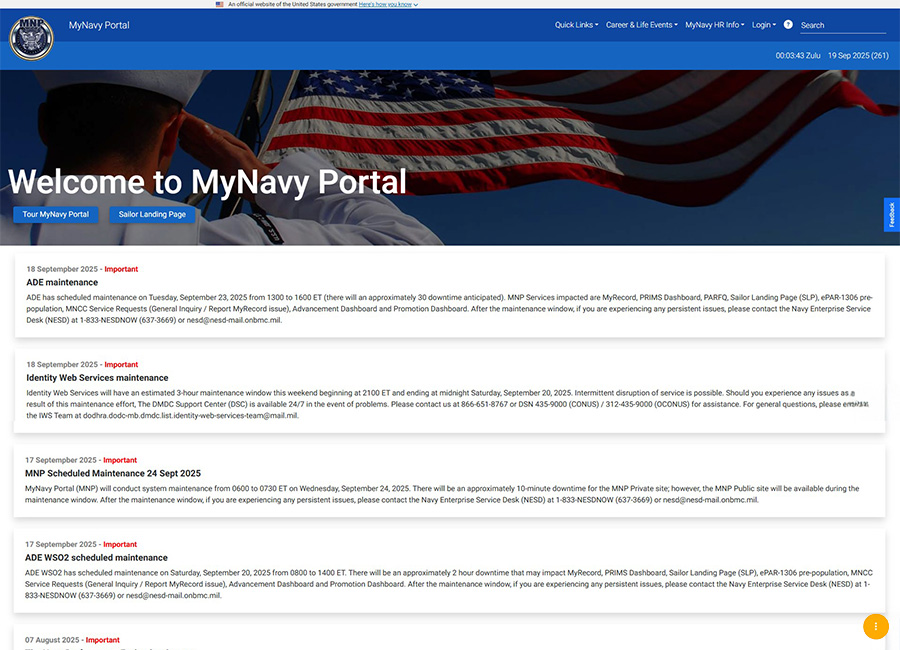 An official website of the United States government Here's how you know
MNP
MyNavy Portal
Quick Links
Career & Life Events
MyNavy HR Info
Login
?
Search
00:03:43 Zulu 19 Sep 2025 (261)
Welcome to MyNavy Portal
Tour MyNavy Portal
Sailor Landing Page
Feedback
18 Septempber 2025 - Important
ADE maintenance
ADE has scheduled maintenance on Tuesday, September 23, 2025 from 1300 to 1600 ET (there will an approximately 30 downtime anticipated). MNP Services impacted are MyRecord, PRIMS Dashboard, PARFQ, Sailor Landing Page (SLP), ePAR-1306 pre-
population, MNCC Service Requests (General Inquiry / Report MyRecord issue), Advancement Dashboard and Promotion Dashboard. After the maintenance window, if you are experiencing any persistent issues, please contact the Navy Enterprise Service
Desk (NESD) at 1-833-NESDNOW (637-3669) or nesd@nesd-mail.onbmc.mil.
18 Septempber 2025 - Important
Identity Web Services maintenance
Identity Web Services will have an estimated 3-hour maintenance window this weekend beginning at 2100 ET and ending at midnight Saturday, September 20, 2025. Intermittent disruption of service is possible. Should you experience any issues as a
result of this maintenance effort, The DMDC Support Center (DSC) is available 24/7 in the event of problems. Please contact us at 866-651-8767 or DSN 435-9000 (CONUS) / 312-435-9000 (OCONUS) for assistance. For general questions, please
the IWS Team at dodhra.dodc-mb.dmdc.list.identity-web-services-team@mail.mil.
17 September 2025 - Important
MNP Scheduled Maintenance 24 Sept 2025
MyNavy Portal (MNP) will conduct system maintenance from 0600 to 0730 ET on Wednesday, September 24, 2025. There will be an approximately 10-minute downtime for the MNP Private site; however, the MNP Public site will be available during the
maintenance window. After the maintenance window, if you are experiencing any persistent issues, please contact the Navy Enterprise Service Desk (NESD) at 1-833-NESDNOW (637-3669) or nesd@nesd-mail.onbmc.mil.
17 September 2025 - Important
ADE WSO2 scheduled maintenance
ADE WSO2 has scheduled maintenance on Saturday, September 20, 2025 from 0800 to 1400 ET. There will be an approximately 2 hour downtime that may impact MyRecord, PRIMS Dashboard, Sailor Landing Page (SLP), ePAR-1306 pre-population, MNCC
Service Requests (General Inquiry / Report MyRecord issue), Advancement Dashboard and Promotion Dashboard. After the maintenance window, if you are experiencing any persistent issues, please contact the Navy Enterprise Service Desk (NESD) at 1-
833-NESDNOW (637-3669) or nesd@nesd-mail.onbmc.mil.
07 August 2025 - Important